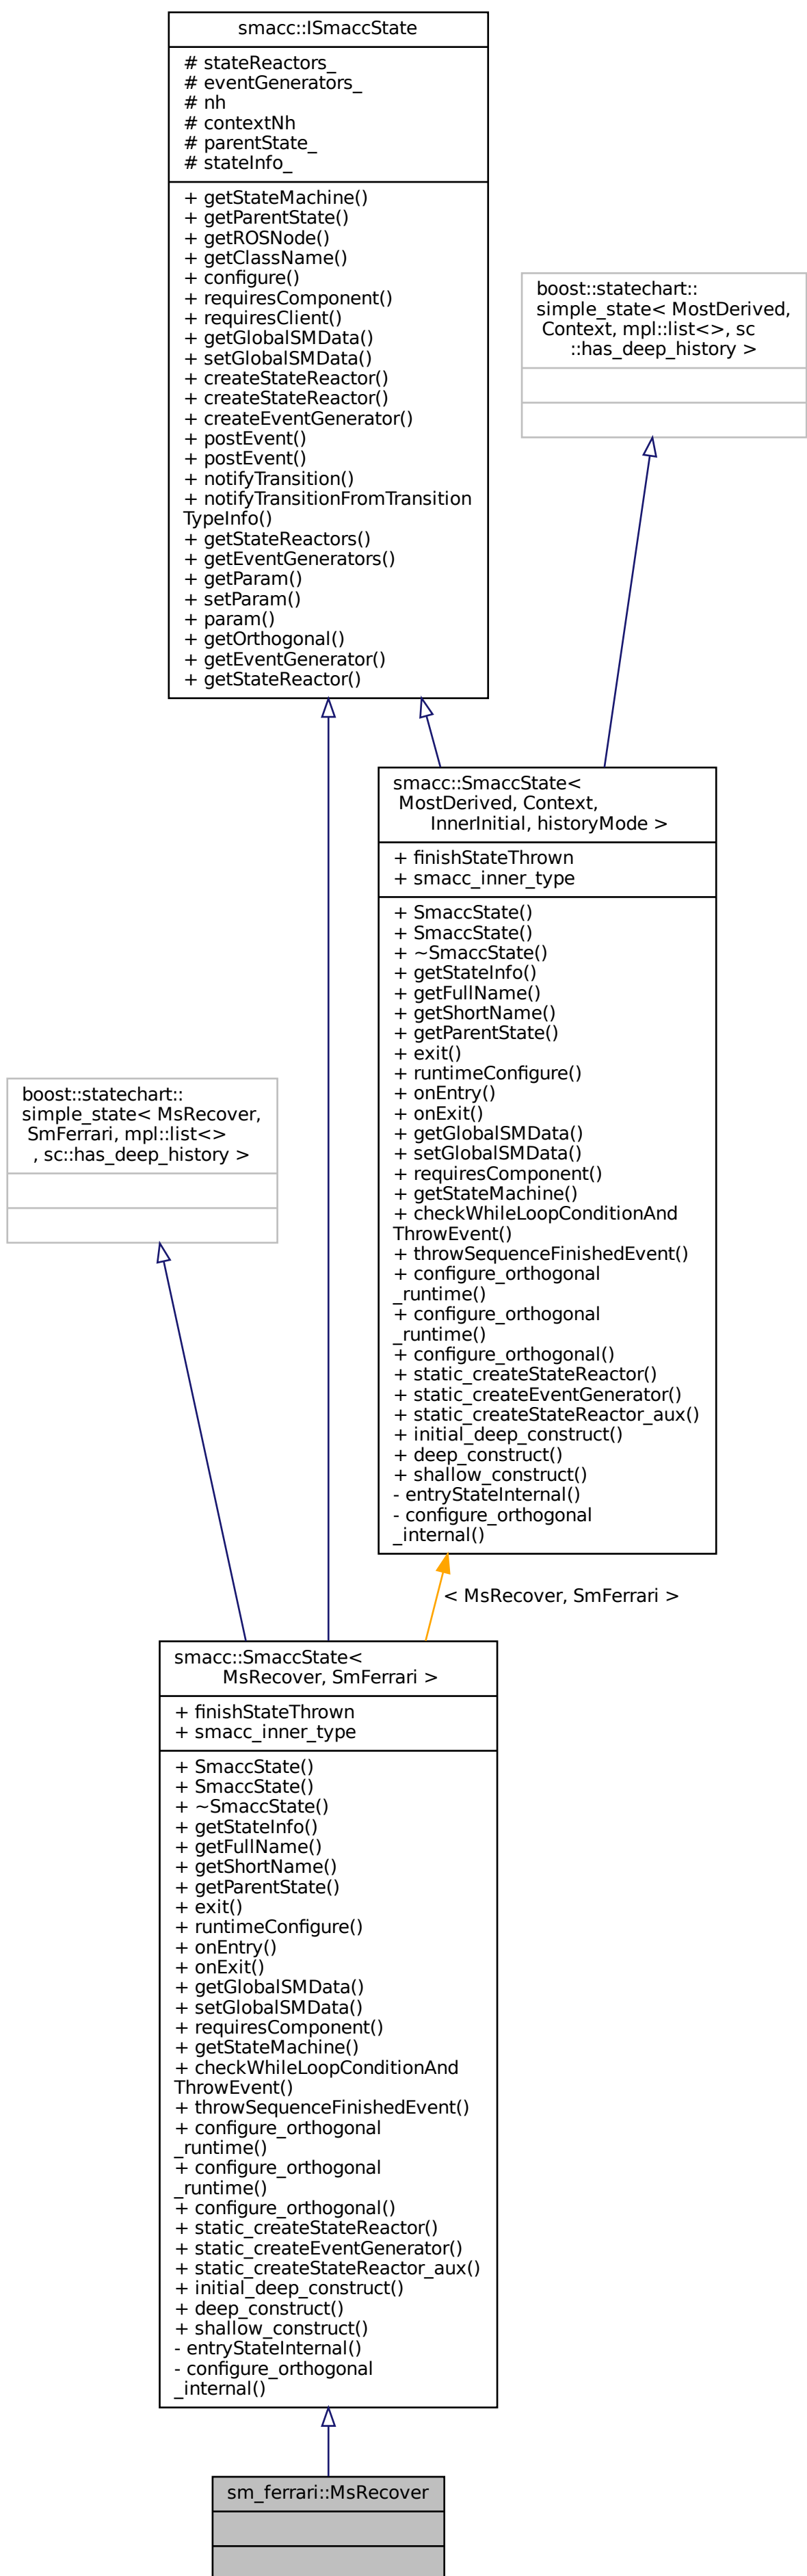 smacc::ISmaccState
# stateReactors_
# eventGenerators_
# nh
# contextNh
# parentState_
# stateInfo_
+ getStateMachine()
+ getParentState()
+ getROSNode()
+ getClassName()
+ configure()
+ requiresComponent()
+ requiresClient()
+ getGlobalSMData()
+ setGlobalSMData()
+ createStateReactor()
+ createStateReactor()
+ createEventGenerator()
+ postEvent()
+ postEvent()
+ notifyTransition()
+ notifyTransitionFromTransition
TypeInfo()
+ getStateReactors()
+ getEventGenerators()
+ getParam()
+ setParam()
+ param()
+ getOrthogonal()
+ getEventGenerator()
+ getStateReactor()
boost::statechart::
simple_state< MostDerived,
Context, mpl::list<>, sc
::has_deep_history >
smacc::SmaccState<
MostDerived, Context,
InnerInitial, historyMode >
+ finishStateThrown
+ smacc_inner_type
+ SmaccState()
+ SmaccState()
+ ~SmaccState()
+ getStateInfo()
+ getFullName()
+ getShortName()
+ getParentState()
+ exit()
+ runtimeConfigure()
+ onEntry()
+ onExit()
+ getGlobalSMData()
+ setGlobalSMData()
+ requiresComponent()
+ getStateMachine()
+ checkWhileLoopConditionAnd
ThrowEvent()
+ throwSequenceFinishedEvent()
+ configure_orthogonal
_runtime()
+ configure_orthogonal
_runtime()
+ configure_orthogonal()
+ static_createStateReactor()
+ static_createEventGenerator()
+ static_createStateReactor_aux()
+ initial_deep_construct()
+ deep_construct()
+ shallow_construct()
- entryStateInternal()
- configure_orthogonal
_internal()
boost::statechart::
simple_state< MsRecover,
SmFerrari, mpl::list<>
, sc::has_deep_history >
< MsRecover, SmFerrari >
smacc::SmaccState<
MsRecover, SmFerrari >
+ finishStateThrown
+ smacc_inner_type
+ SmaccState()
+ SmaccState()
+ ~SmaccState()
+ getStateInfo()
+ getFullName()
+ getShortName()
+ getParentState()
+ exit()
+ runtimeConfigure()
+ onEntry()
+ onExit()
+ getGlobalSMData()
+ setGlobalSMData()
+ requiresComponent()
+ getStateMachine()
+ checkWhileLoopConditionAnd
ThrowEvent()
+ throwSequenceFinishedEvent()
+ configure_orthogonal
_runtime()
+ configure_orthogonal
_runtime()
+ configure_orthogonal()
+ static_createStateReactor()
+ static_createEventGenerator()
+ static_createStateReactor_aux()
+ initial_deep_construct()
+ deep_construct()
+ shallow_construct()
- entryStateInternal()
- configure_orthogonal
_internal()
sm_ferrari::MsRecover